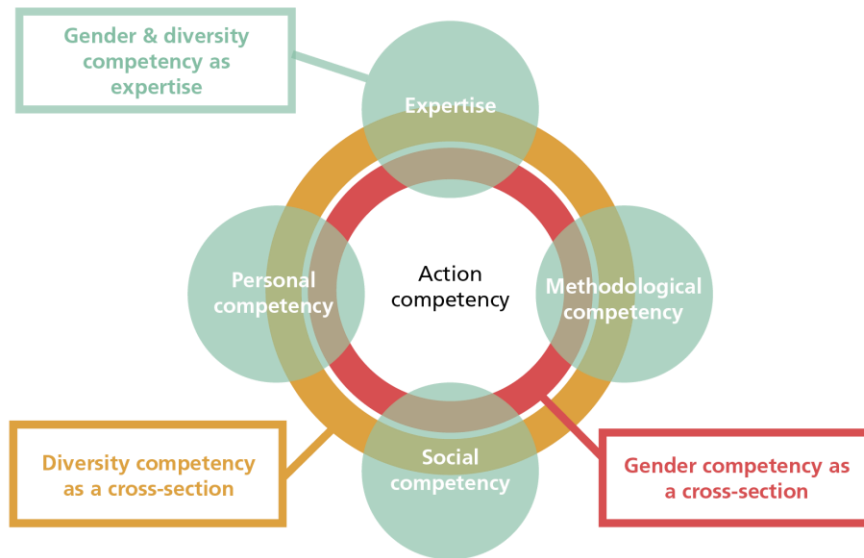 Gender & diversity
competency as
expertise
Expertise
Personal
competency
Action
competency
Methodological
competency
Social
competency
Diversity competency
as a cross-section
Gender competency as
a cross-section